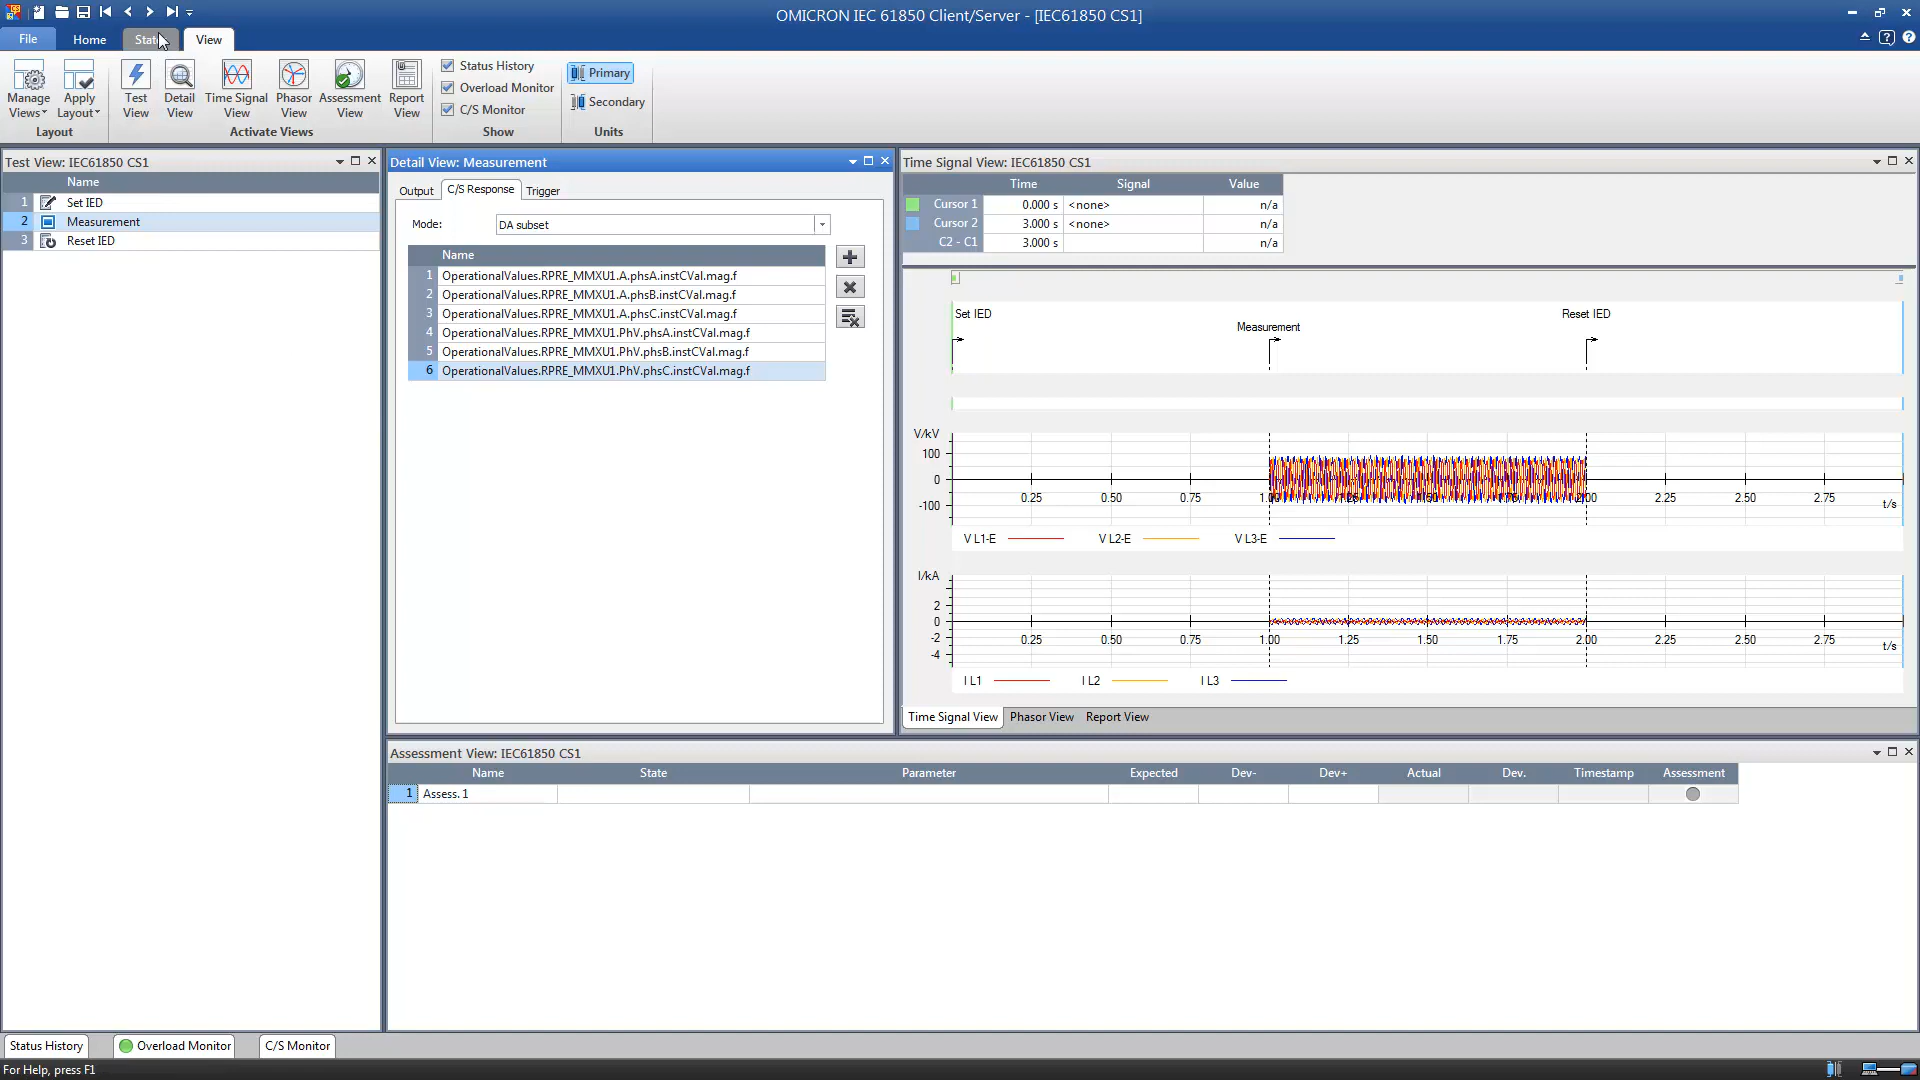 OMICRON IEC 61850 Client/Server - [IEC61850 CS1]
File Home View
Manage Views
Apply Layout
Layout
Test View
Detail View
Time Signal View
Phasor View
Assessment View
Report View
Activate Views
Status History
Overload Monitor
C/S Monitor
Show
Primary
Secondary
Units
Test View: IEC61850 CS1
Name
1 Set IED
2 Measurement
3 Reset IED
Detail View: Measurement
Output C/S Response Trigger
Mode: DA subset
Name
1 OperationalValues.RPRE_MMXU1.A.phsA.instCVal.mag.f
2 OperationalValues.RPRE_MMXU1.A.phsB.instCVal.mag.f
3 OperationalValues.RPRE_MMXU1.A.phsC.instCVal.mag.f
4 OperationalValues.RPRE_MMXU1.PhV.phsA.instCVal.mag.f
5 OperationalValues.RPRE_MMXU1.PhV.phsB.instCVal.mag.f
6 OperationalValues.RPRE_MMXU1.PhV.phsC.instCVal.mag.f
Time Signal View: IEC61850 CS1
Time Signal Value
Cursor 1 0.000 s <none> n/a
Cursor 2 3.000 s <none> n/a
C2 - C1 3.000 s n/a
Set IED
Measurement
Reset IED
V/kV
100
0
-100
0.25 0.50 0.75 2.25 2.50 2.75
t/s
V L1-E V L2-E V L3-E
I/kA
2
0
-2
-4
0.25 0.50 0.75 1.00 1.25 1.50 1.75 2.00 2.25 2.50 2.75
t/s
I L1 I L2 I L3
Time Signal View Phasor View Report View
Assessment View: IEC61850 CS1
Name State Parameter Expected Dev- Dev+ Actual Dev. Timestamp Assessment
1 Assess. 1
Status History Overload Monitor C/S Monitor
For Help, press F1